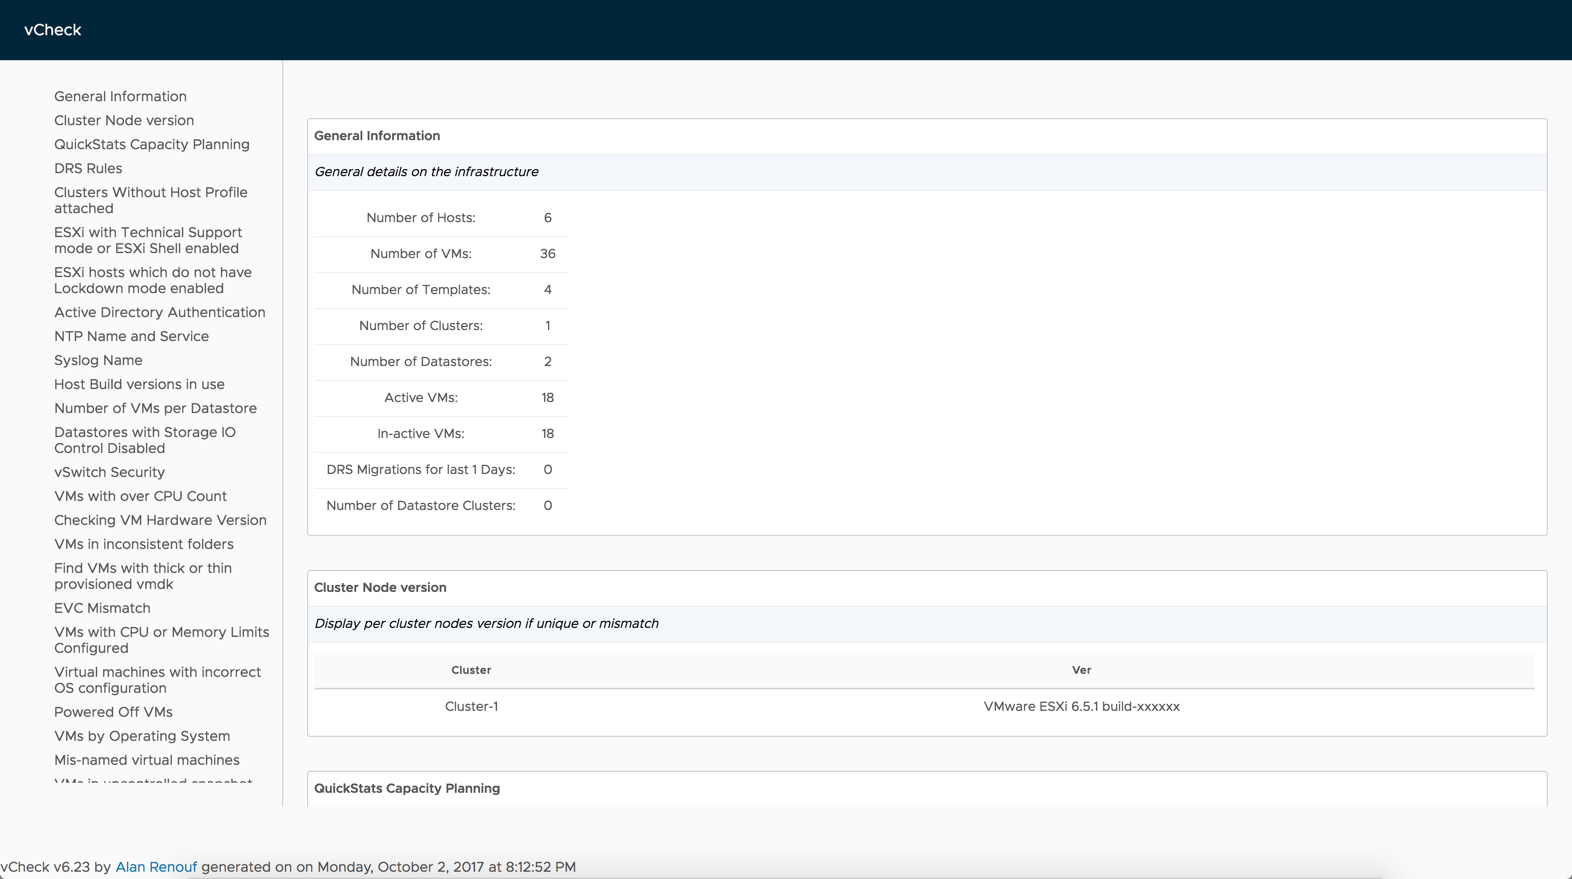 vCheck
General Information
Cluster Node version
QuickStats Capacity Planning
DRS Rules
Clusters Without Host Profile
attached
ESXi with Technical Support
mode or ESXi Shell enabled
ESXi hosts which do not have
Lockdown mode enabled
Active Directory Authentication
NTP Name and Service
Syslog Name
Host Build versions in use
Number of VMs per Datastore
Datastores with Storage IO
Control Disabled
vSwitch Security
VMs with over CPU Count
Checking VM Hardware Version
VMs in inconsistent folders
Find VMs with thick or thin
provisioned vmdk
EVC Mismatch
VMs with CPU or Memory Limits
Configured
Virtual machines with incorrect
OS configuration
Powered Off VMs
VMs by Operating System
Mis-named virtual machines
VMs in uncontrolled snapshot
General Information
General details on the infrastructure
Number of Hosts: 6
Number of VMs: 36
Number of Templates: 4
Number of Clusters: 1
Number of Datastores: 2
Active VMs: 18
In-active VMs: 18
DRS Migrations for last 1 Days: 0
Number of Datastore Clusters: 0
Cluster Node version
Display per cluster nodes version if unique or mismatch
Cluster Ver
Cluster-1 VMware ESXi 6.5.1 build-xxxxxx
QuickStats Capacity Planning
vCheck v6.23 by Alan Renouf generated on on Monday, October 2, 2017 at 8:12:52 PM